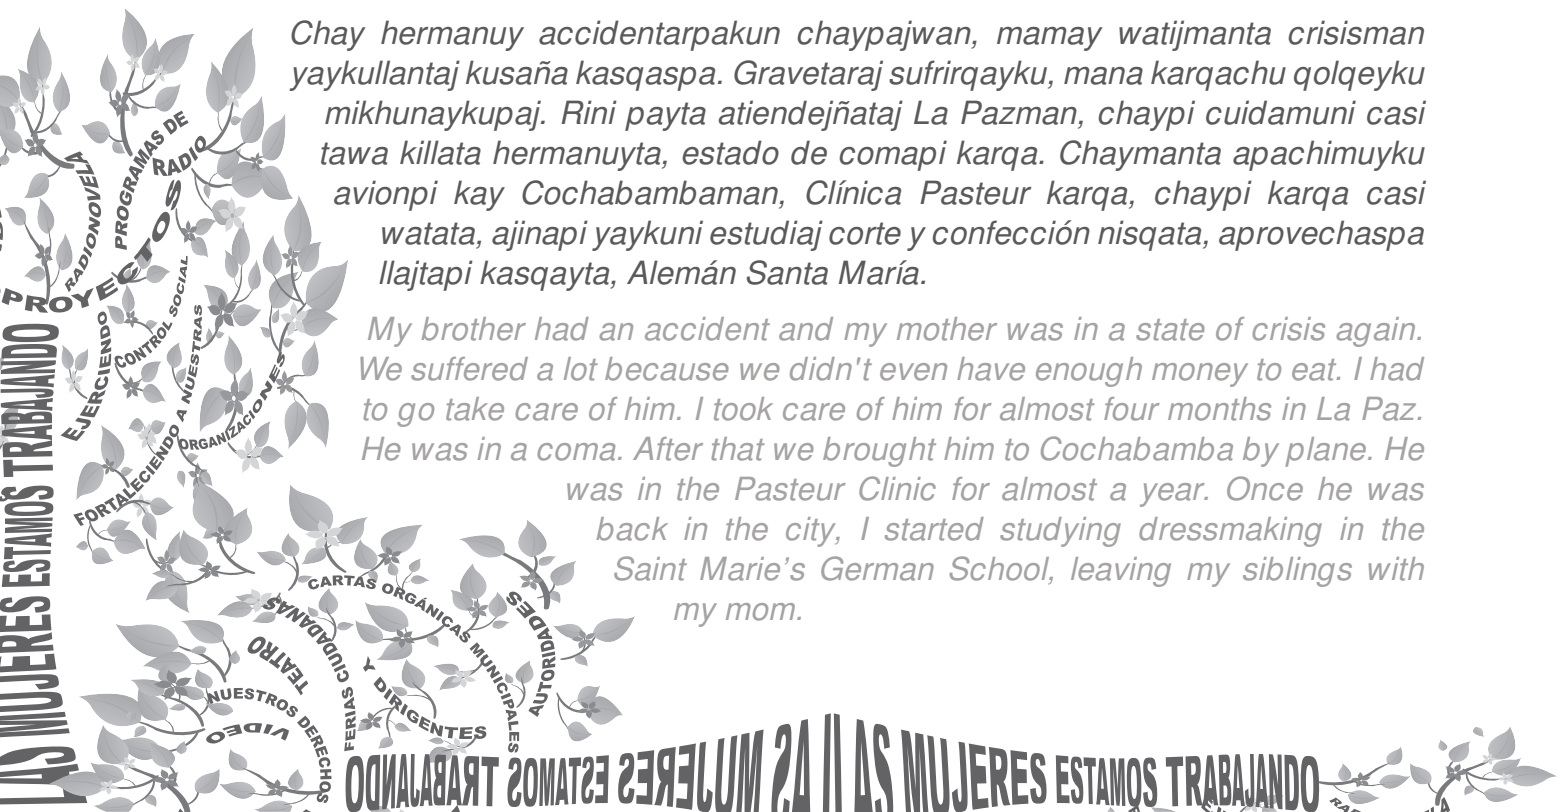 Chay hermanuy accidentarpakun chaypajwan, mamay watijmanta crisisman
yaykullantaj kusaña kasqaspa. Gravetaraj sufrirqayku, mana karqachu qolqeyku
mikhunaykupaj. Rini payta atiendejñataj La Pazman, chaypi cuidamuni casi
tawa killata hermanuyta, estado de comapi karqa. Chaymanta apachimuyku
avionpi kay Cochabambaman, Clínica Pasteur karqa, chaypi karqa casi
watata, ajinapi yaykuni estudiaj corte y confección nisqata, aprovechaspa
llajtapi kasqayta, Alemán Santa María.
My brother had an accident and my mother was in a state of crisis again.
We suffered a lot because we didn't even have enough money to eat. I had
to go take care of him. I took care of him for almost four months in La Paz.
He was in a coma. After that we brought him to Cochabamba by plane. He
was in the Pasteur Clinic for almost a year. Once he was
back in the city, I started studying dressmaking in the
Saint Marie’s German School, leaving my siblings with
my mom.
PROGRAMAS DE
RADIO
RADIONOVELA
PROYECTOS
EJERCIENDO
CONTROL SOCIAL
FORTALECIENDO A NUESTRAS
ORGANIZACIONES
LAS MUJERES ESTAMOS TRABAJANDO
CARTAS ORGÁNICAS MUNICIPALES
AUTORIDADES
Y DIRIGENTES
FERIAS CIUDADANAS
TEATRO
NUESTROS DERECHOS
VIDEO
LAS MUJERES ESTAMOS TRABAJANDO
LAS MUJERES ESTAMOS TRABAJANDO